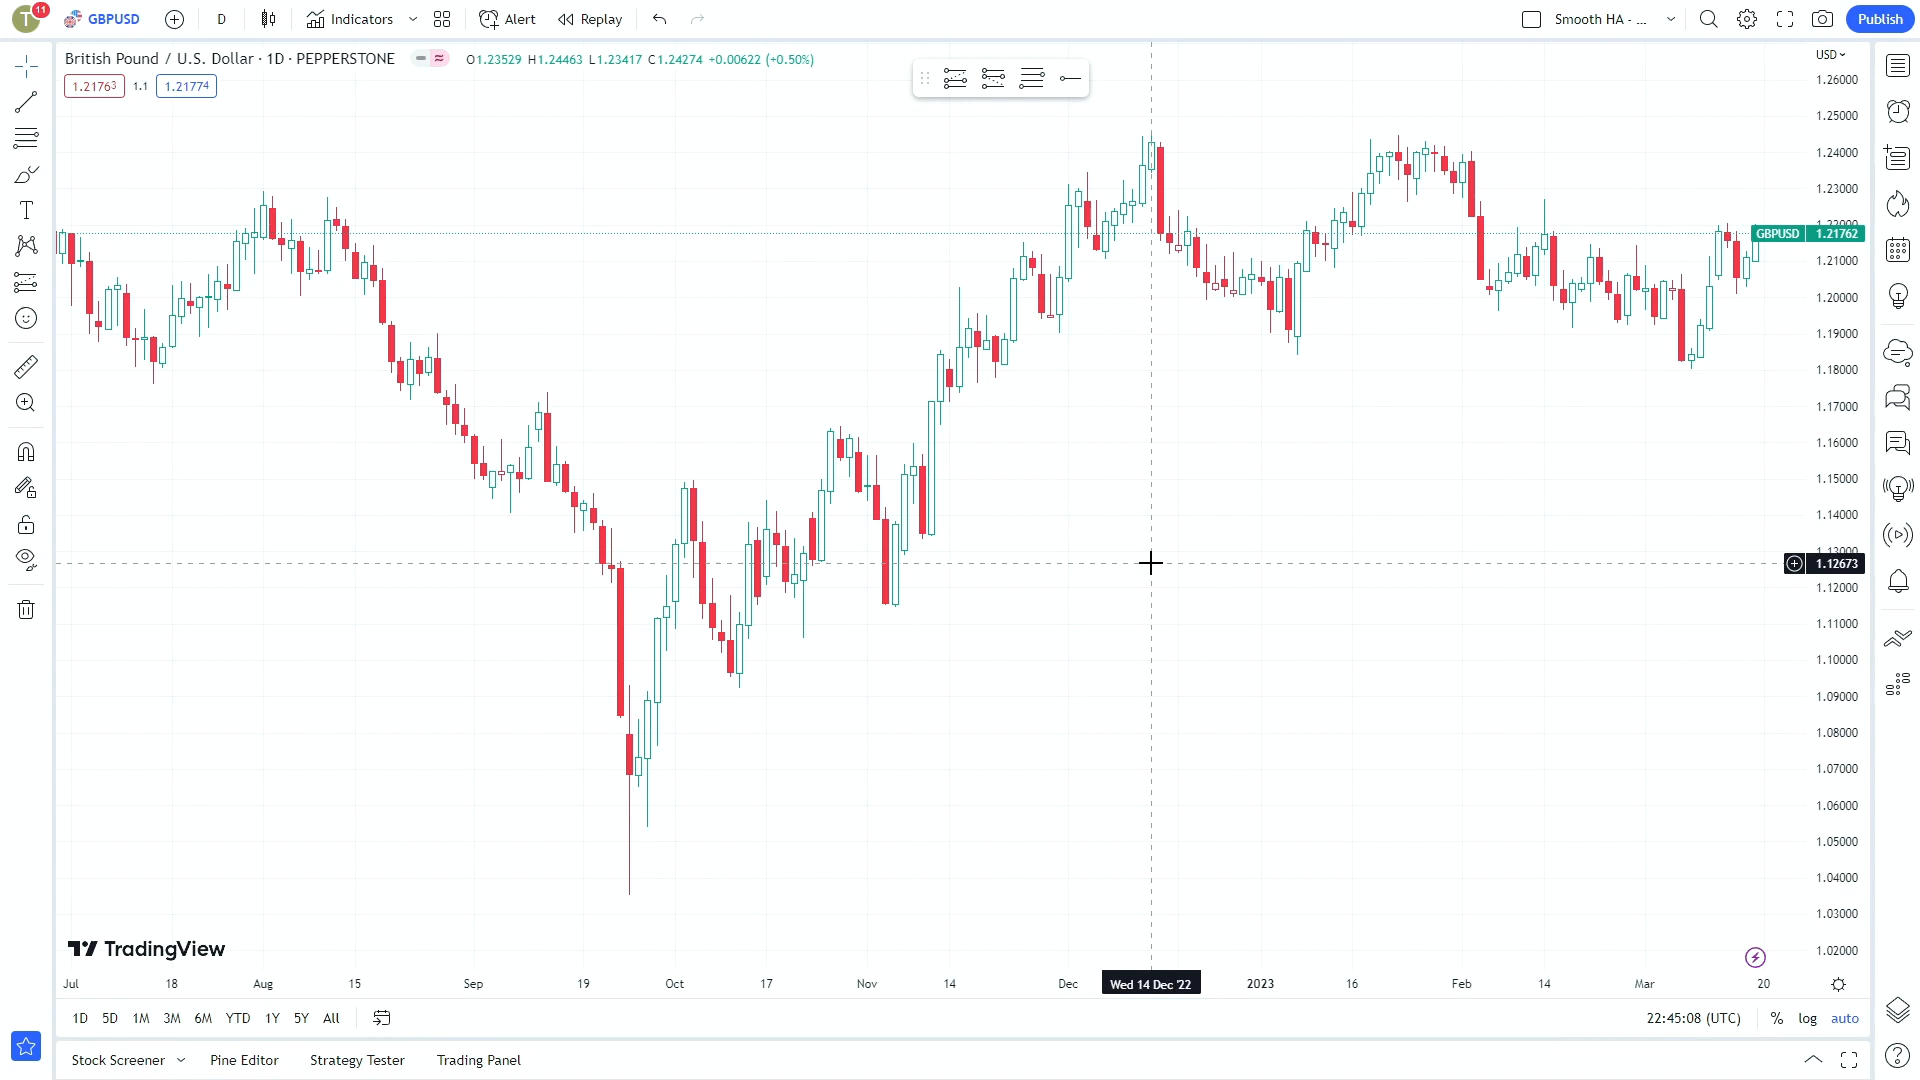 T 11 GBPUSD D Indicators Alert Replay Smooth HA - ... Publish
British Pound / U.S. Dollar · 1D · PEPPERSTONE O1.23529 H1.24463 L1.23417 C1.24274 +0.00622 (+0.50%)
USD
1.21763 1.1 1.21774
1.26000
1.25000
1.24000
1.23000
1.22000
GBPUSD 1.21762
1.21000
1.20000
1.19000
1.18000
1.17000
1.16000
1.15000
1.14000
1.13000
1.12673
1.12000
1.11000
1.10000
1.09000
1.08000
1.07000
1.06000
1.05000
1.04000
1.03000
1.02000
TradingView
Jul 18 Aug 15 Sep 19 Oct 17 Nov 14 Dec Wed 14 Dec '22 2023 16 Feb 14 Mar 20
1D 5D 1M 3M 6M YTD 1Y 5Y All 22:45:08 (UTC) % log auto
Stock Screener Pine Editor Strategy Tester Trading Panel